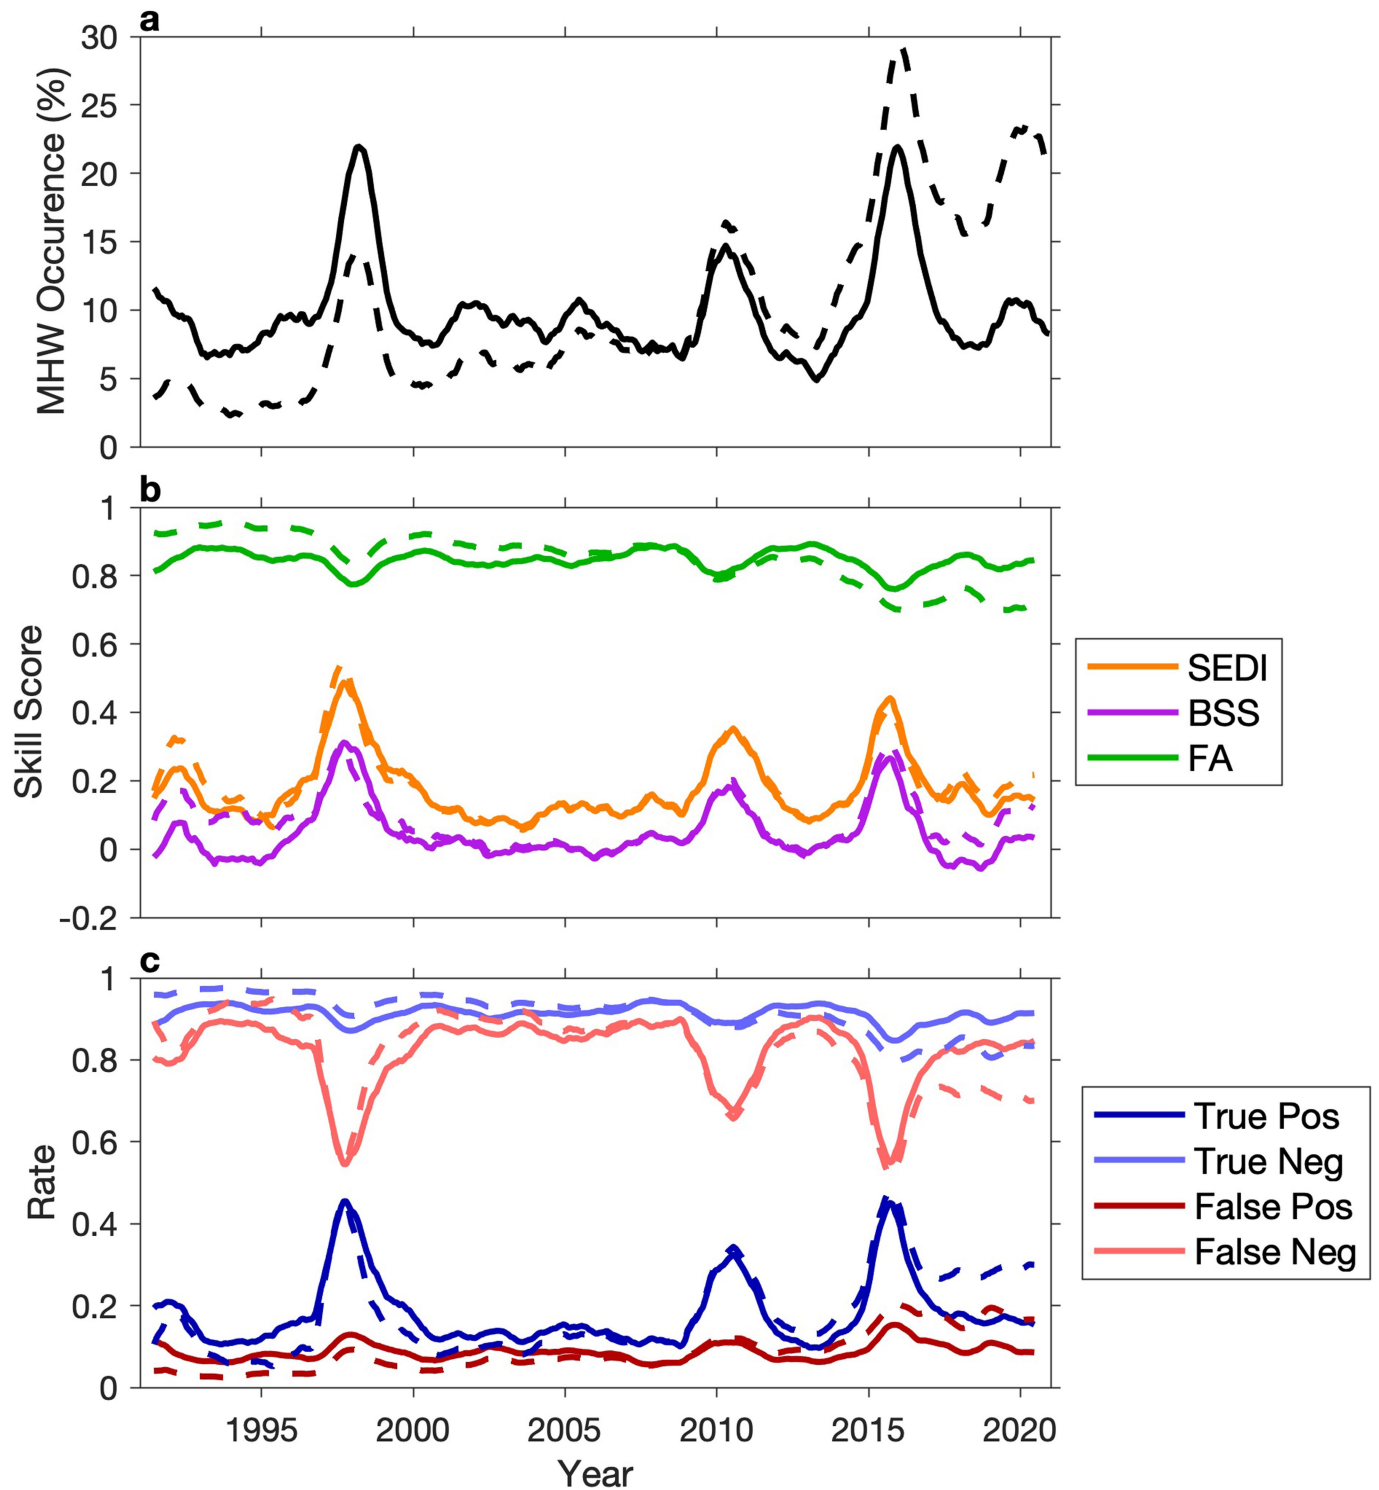 a
30
25
20
15
10
5
0
MHW Occurence (%)
b
1
0.8
0.6
0.4
0.2
0
-0.2
Skill Score
SEDI
BSS
FA
c
1
0.8
0.6
0.4
0.2
0
Rate
True Pos
True Neg
False Pos
False Neg
1995 2000 2005 2010 2015 2020
Year